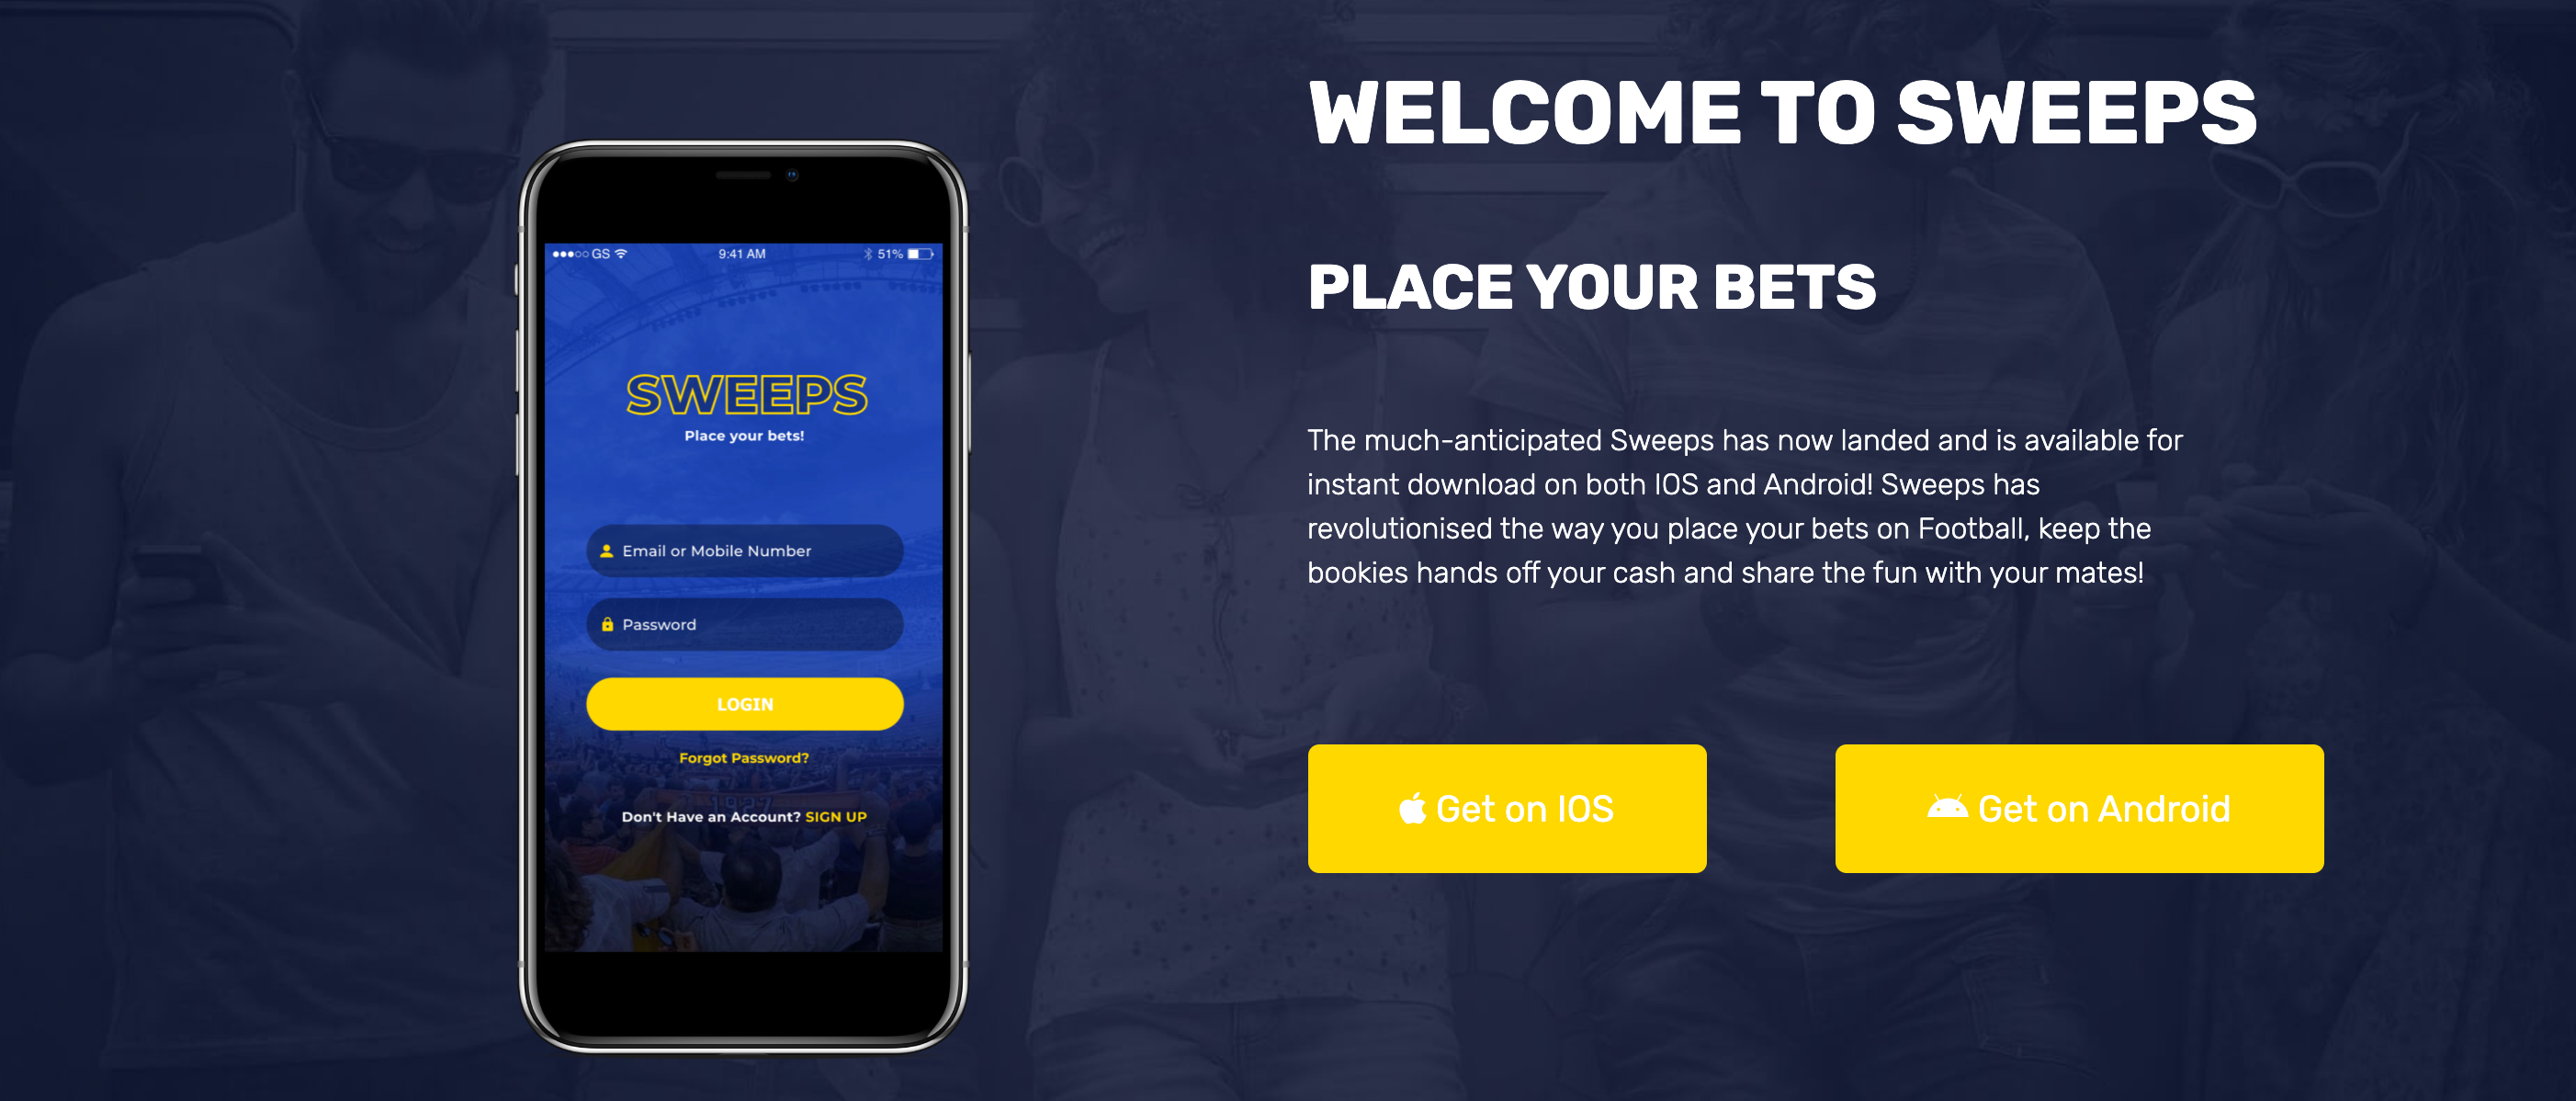 WELCOME TO SWEEPS
PLACE YOUR BETS
The much-anticipated Sweeps has now landed and is available for
instant download on both IOS and Android! Sweeps has
revolutionised the way you place your bets on Football, keep the
bookies hands off your cash and share the fun with your mates!
Get on IOS
Get on Android
GS 9:41 AM 51%
SWEEPS
Place your bets!
Email or Mobile Number
Password
LOGIN
Forgot Password?
1927
Don't Have an Account? SIGN UP